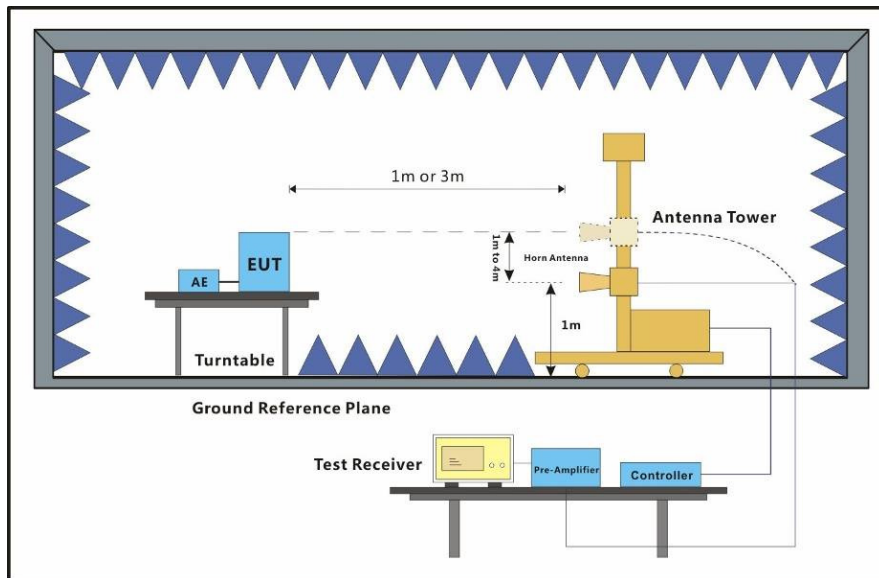 1m or 3m
Antenna Tower
1m to 4m
Horn Antenna
EUT
AE
1m
Turntable
Ground Reference Plane
Test Receiver
Pre-Amplifier
Controller